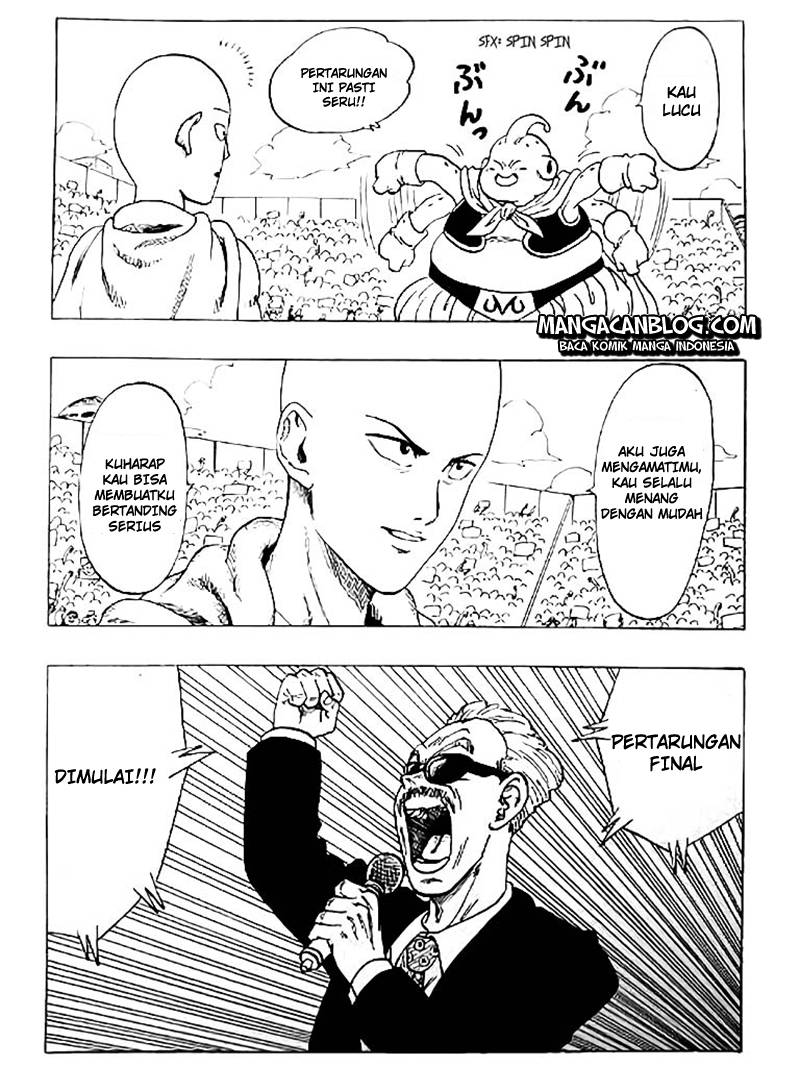 KAU
LUCU
SFX: SPIN SPIN
ぶん
ぶんっ
PERTARUNGAN
INI PASTI
SERU!!
MANGACANBLOG.COM
BACA KOMIK MANGA INDONESIA
AKU JUGA
MENGAMATIMU,
KAU SELALU
MENANG
DENGAN MUDAH
KUHARAP
KAU BISA
MEMBUATKU
BERTANDING
SERIUS
PERTARUNGAN
FINAL
DIMULAI!!!